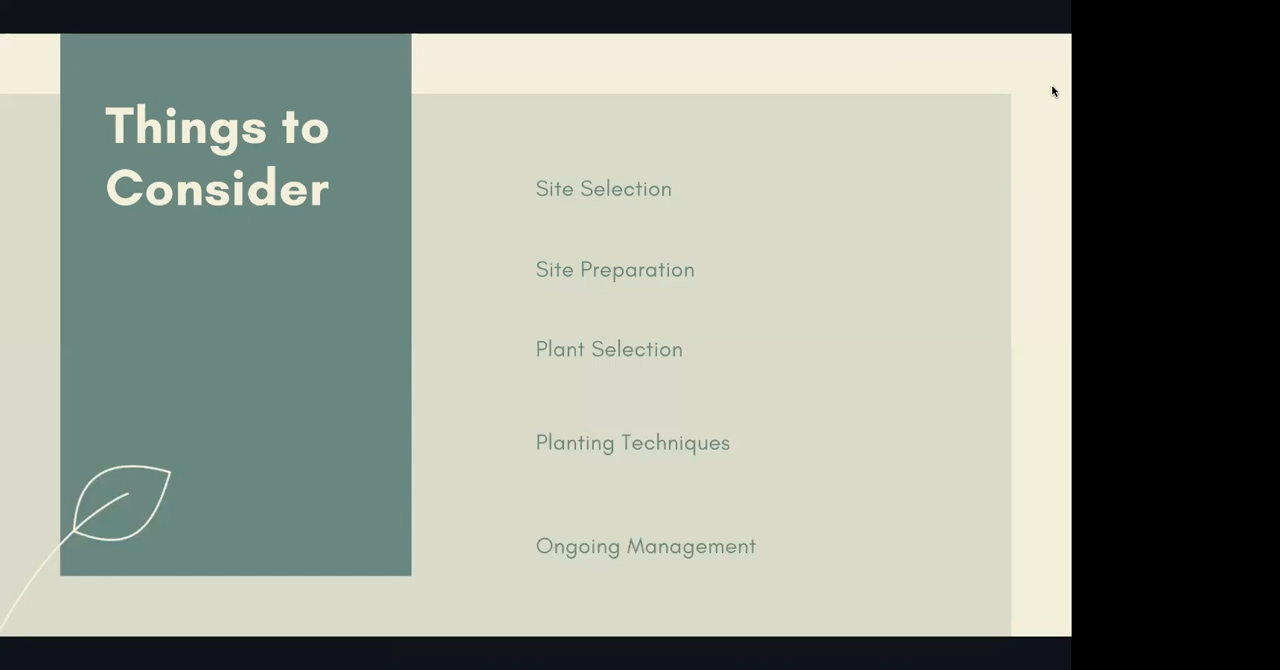 Things to
Consider
Site Selection
Site Preparation
Plant Selection
Planting Techniques
Ongoing Management